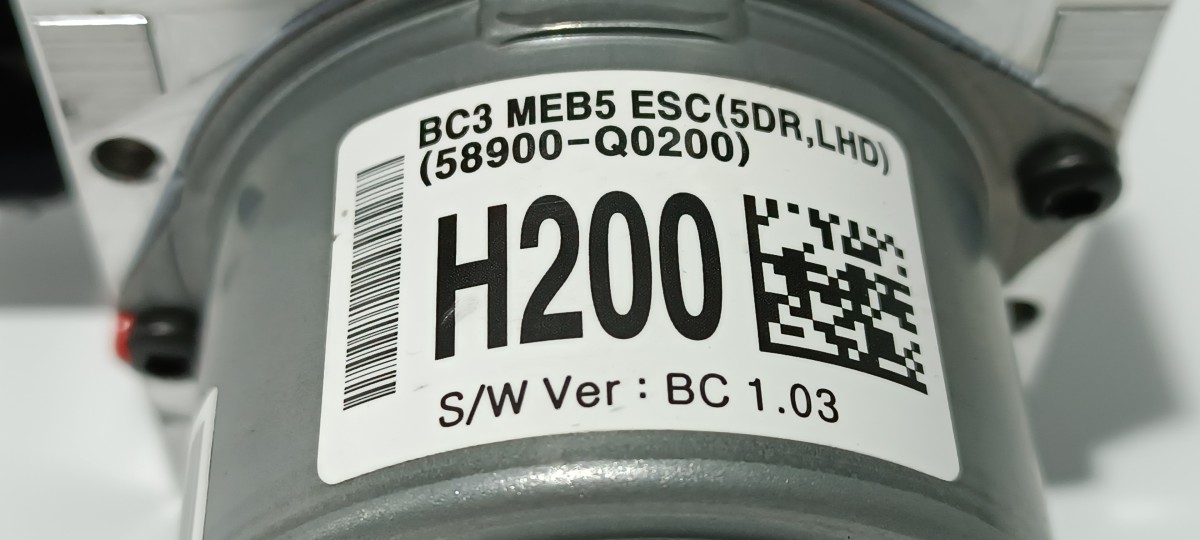 BC3 MEB5 ESC(5DR,LHD)
(58900-Q0200)
H200
S/W Ver : BC 1.03